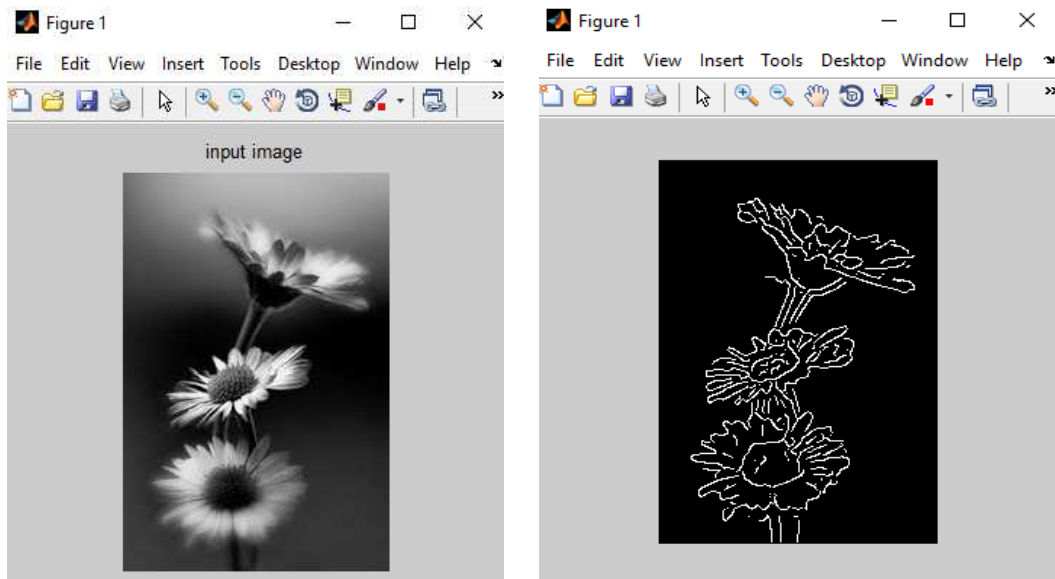 Figure 1
File Edit View Insert Tools Desktop Window Help
input image
Figure 1
File Edit View Insert Tools Desktop Window Help